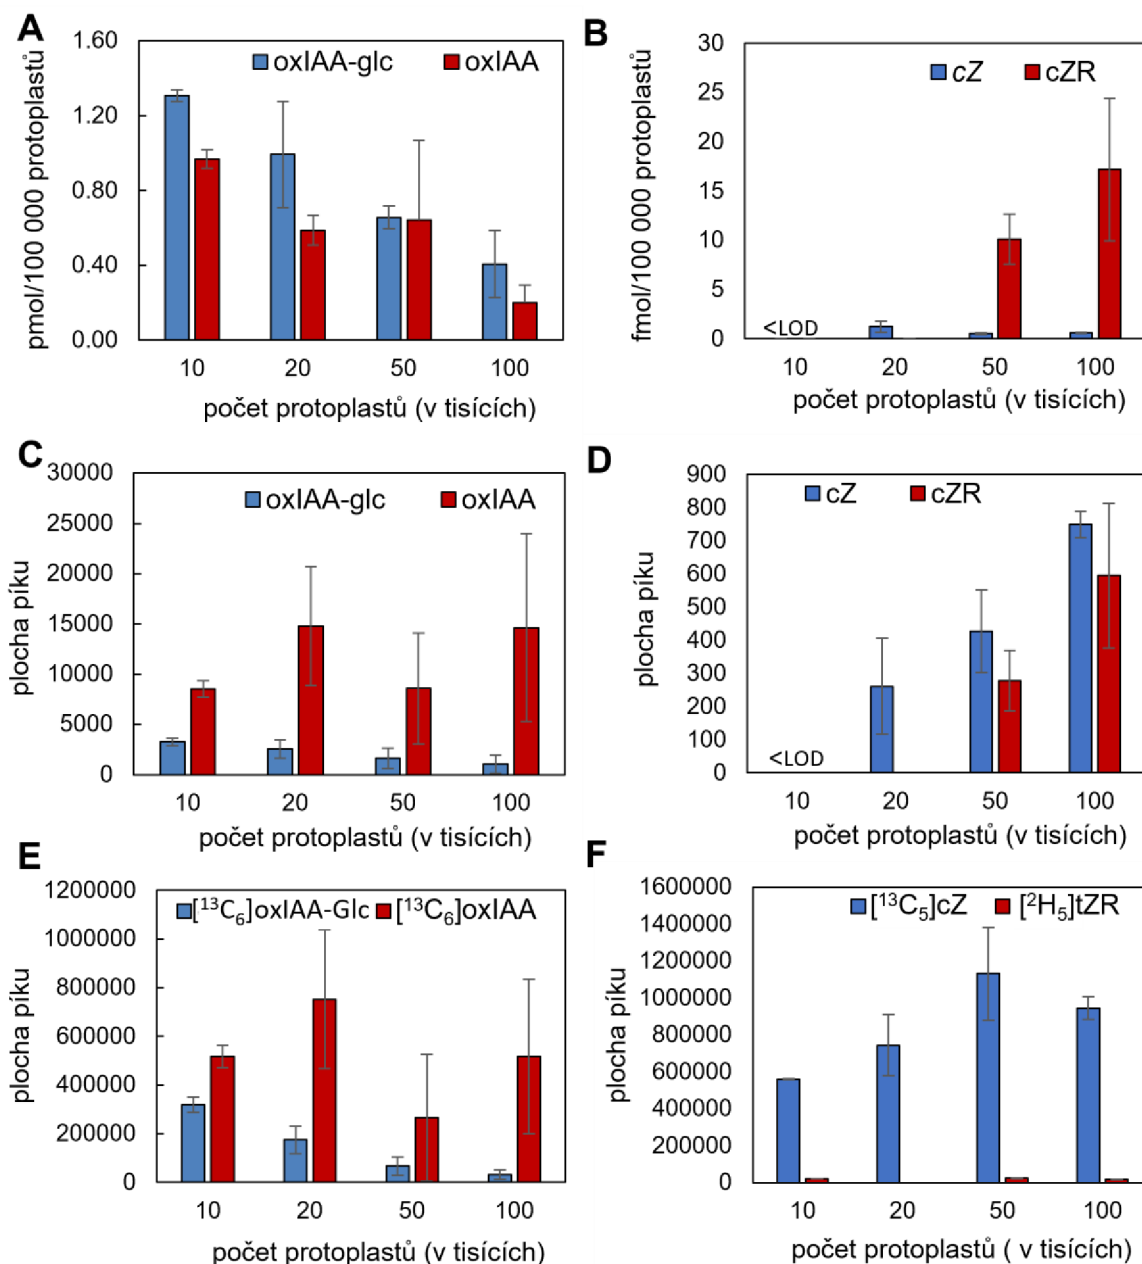 A
pmol/100 000 protoplastů
1.60
1.20
0.80
0.40
0.00
oxIAA-glc oxIAA
10 20 50 100
počet protoplastů (v tisících)
B
fmol/100 000 protoplastů
30
25
20
15
10
5
0
cZ cZR
<LOD
10 20 50 100
počet protoplastů (v tisících)
C
plocha píku
30000
25000
20000
15000
10000
5000
0
oxIAA-glc oxIAA
10 20 50 100
počet protoplastů (v tisících)
D
plocha píku
900
800
700
600
500
400
300
200
100
0
cZ cZR
<LOD
10 20 50 100
počet protoplastů (v tisících)
E
plocha píku
1200000
1000000
800000
600000
400000
200000
0
[¹³C₆]oxIAA-Glc [¹³C₆]oxIAA
10 20 50 100
počet protoplastů (v tisících)
F
plocha píku
1600000
1400000
1200000
1000000
800000
600000
400000
200000
0
[¹³C₅]cZ [²H₅]tZR
10 20 50 100
počet protoplastů ( v tisících)